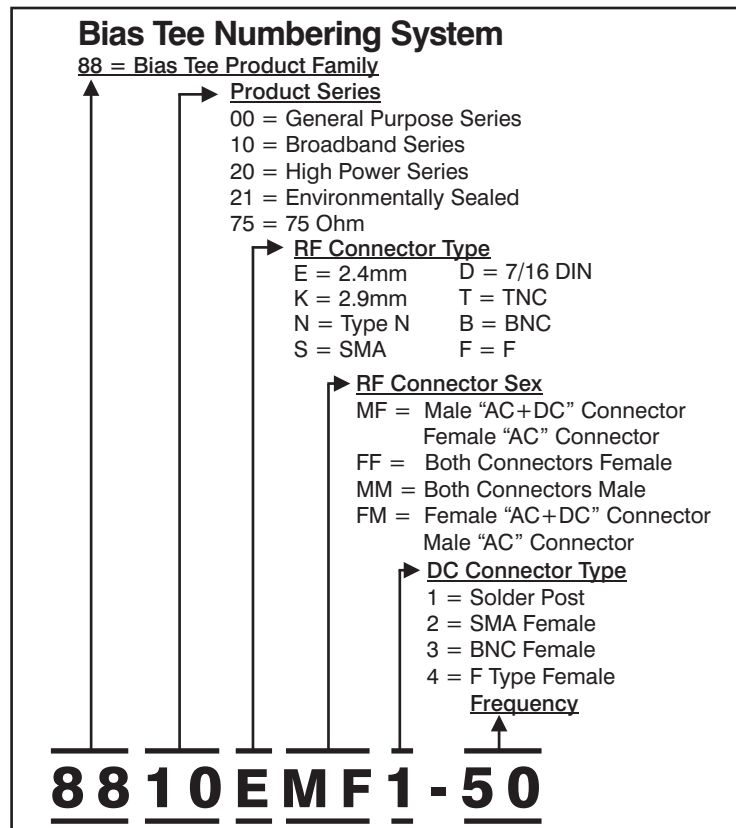 Bias Tee Numbering System
88 = Bias Tee Product Family
Product Series
00 = General Purpose Series
10 = Broadband Series
20 = High Power Series
21 = Environmentally Sealed
75 = 75 Ohm
RF Connector Type
E = 2.4mm D = 7/16 DIN
K = 2.9mm T = TNC
N = Type N B = BNC
S = SMA F = F
RF Connector Sex
MF = Male “AC+DC” Connector
Female “AC” Connector
FF = Both Connectors Female
MM = Both Connectors Male
FM = Female “AC+DC” Connector
Male “AC” Connector
DC Connector Type
1 = Solder Post
2 = SMA Female
3 = BNC Female
4 = F Type Female
Frequency
8810EMF1-50